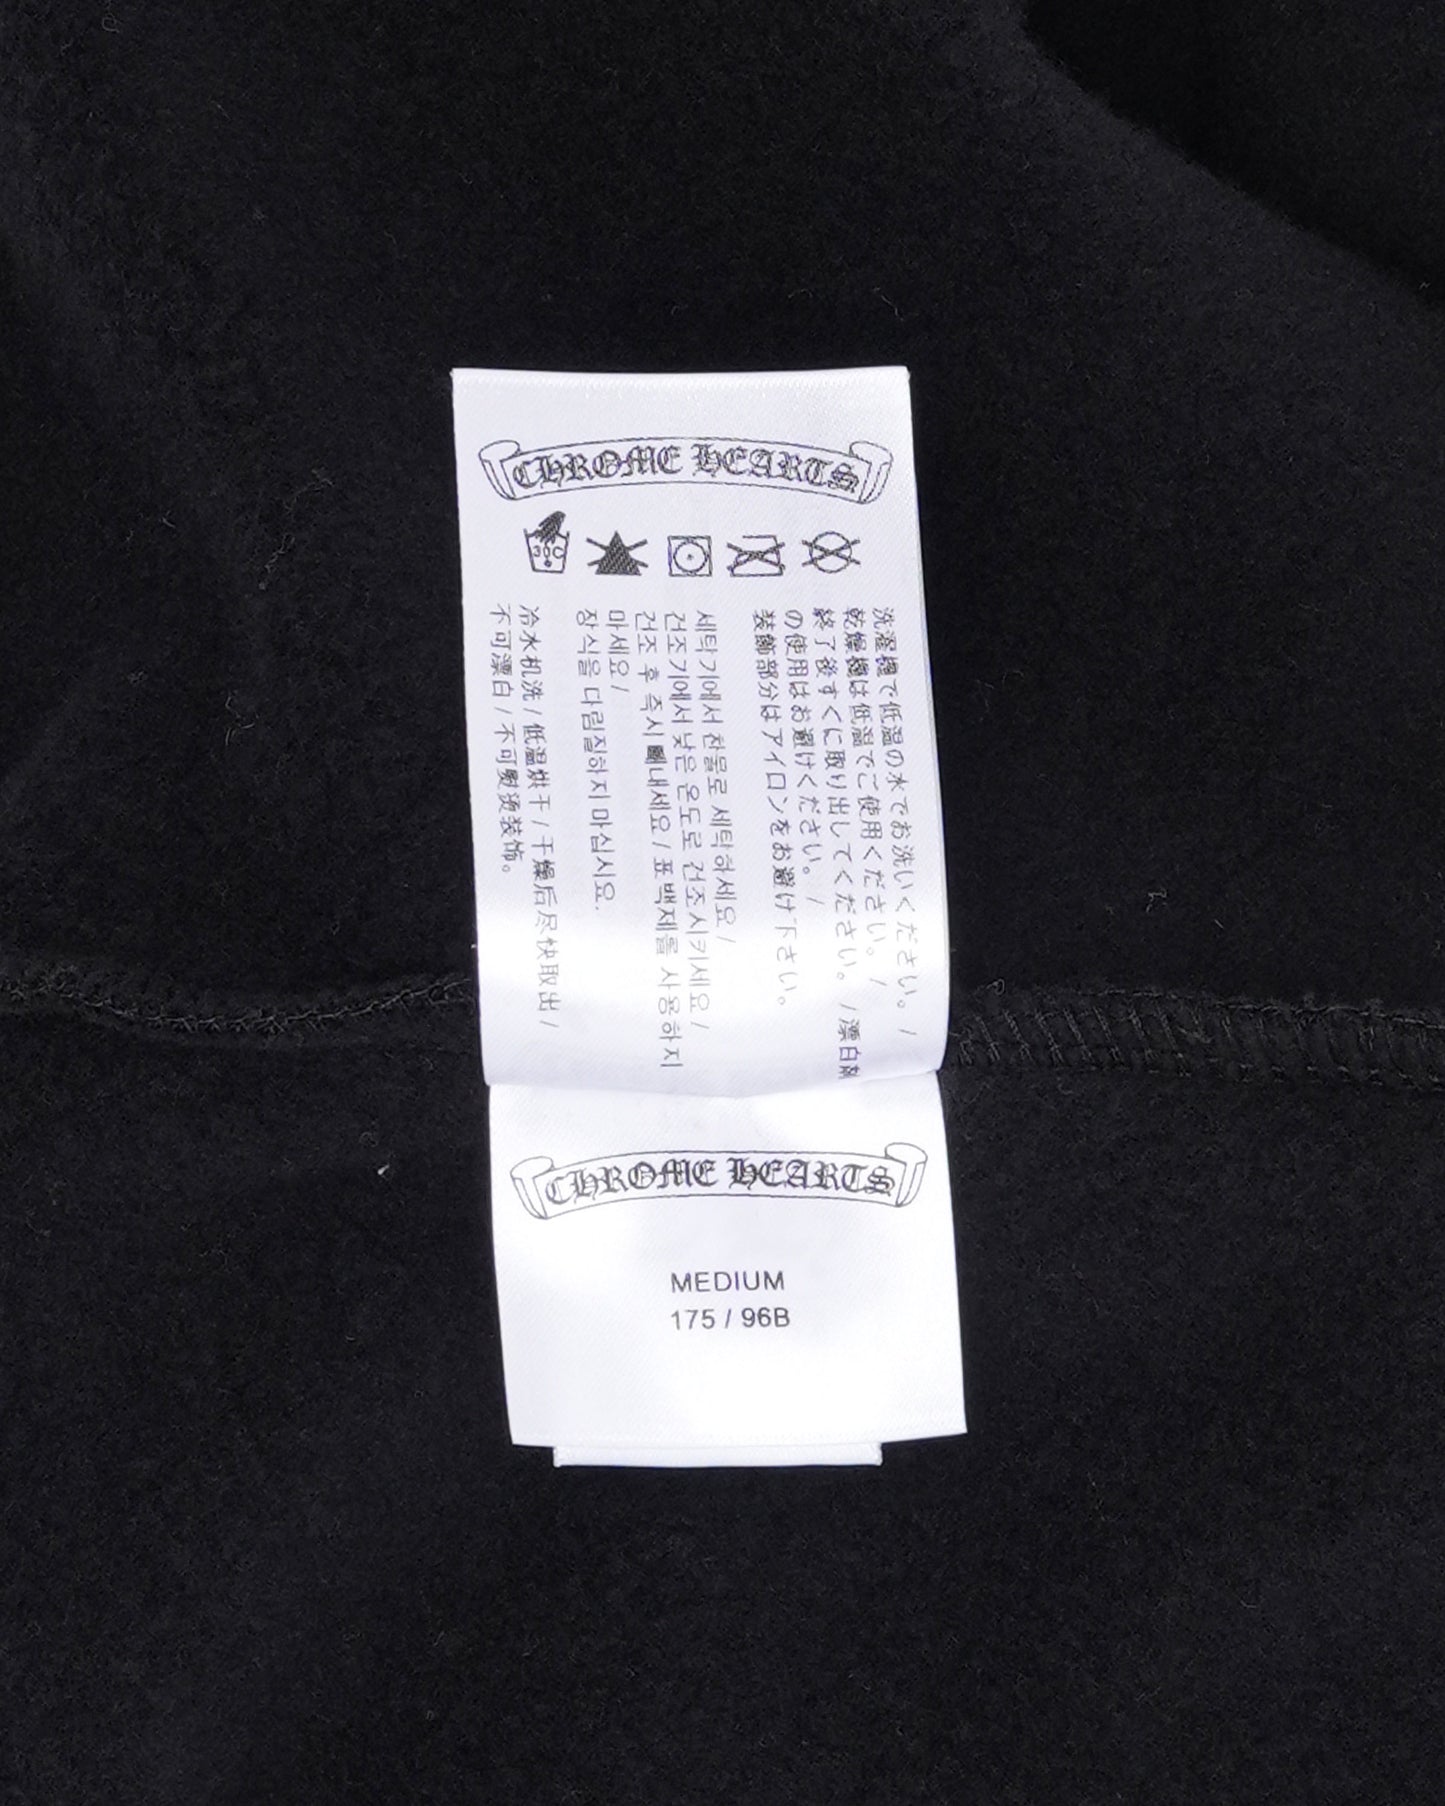 CHROME HEARTS
30C
洗濯機で低温の水でお洗いください。/
乾燥機は低温でご使用ください。/
終了後すぐに取り出してください。/漂白剤
の使用はお避けください。/
装飾部分はアイロンをお避け下さい。
세탁기에서 찬물로 세탁하세요/
건조기에서 낮은 온도로 건조시키세요/
건조 후 즉시 빼내세요/표백제를 사용하지
마세요/
장식을 다림질하지 마십시요.
冷水机洗/低温烘干/干燥后尽快取出/
不可漂白/不可熨烫装饰。
CHROME HEARTS
MEDIUM
175 / 96B